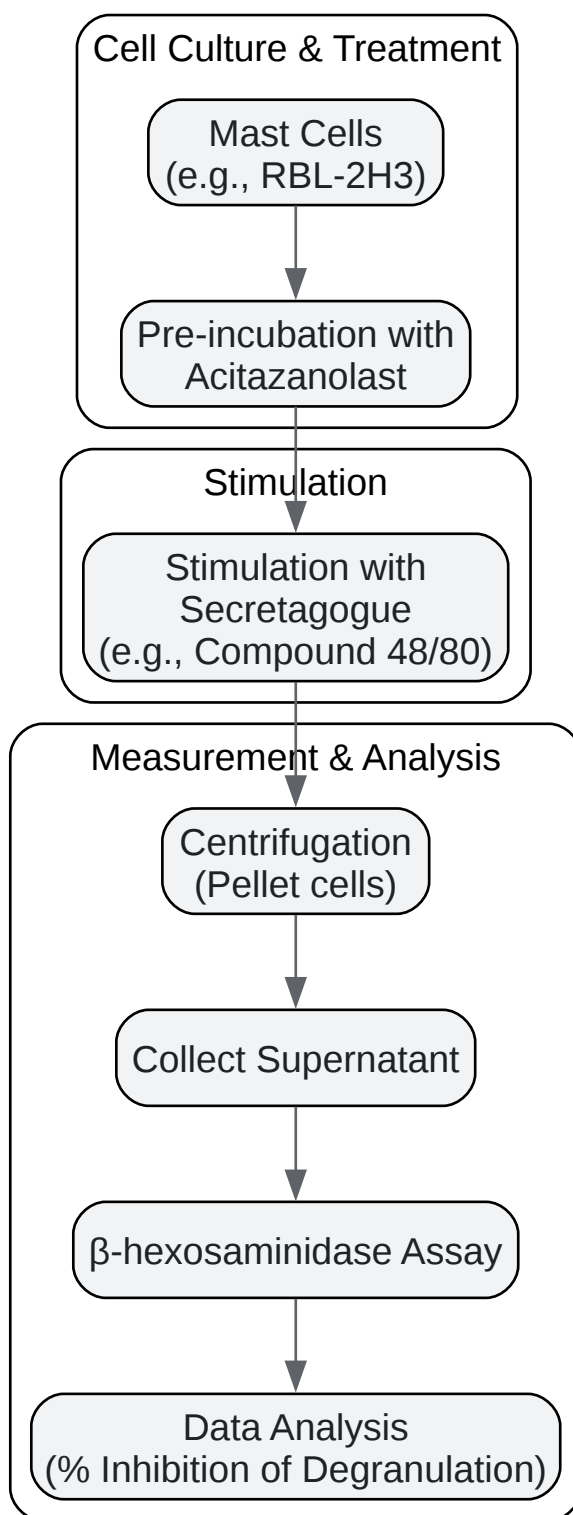 Cell Culture & Treatment
Mast Cells
(e.g., RBL-2H3)
Pre-incubation with
Acitazanolast
Stimulation
Stimulation with
Secretagogue
(e.g., Compound 48/80)
Measurement & Analysis
Centrifugation
(Pellet cells)
Collect Supernatant
β-hexosaminidase Assay
Data Analysis
(% Inhibition of Degranulation)